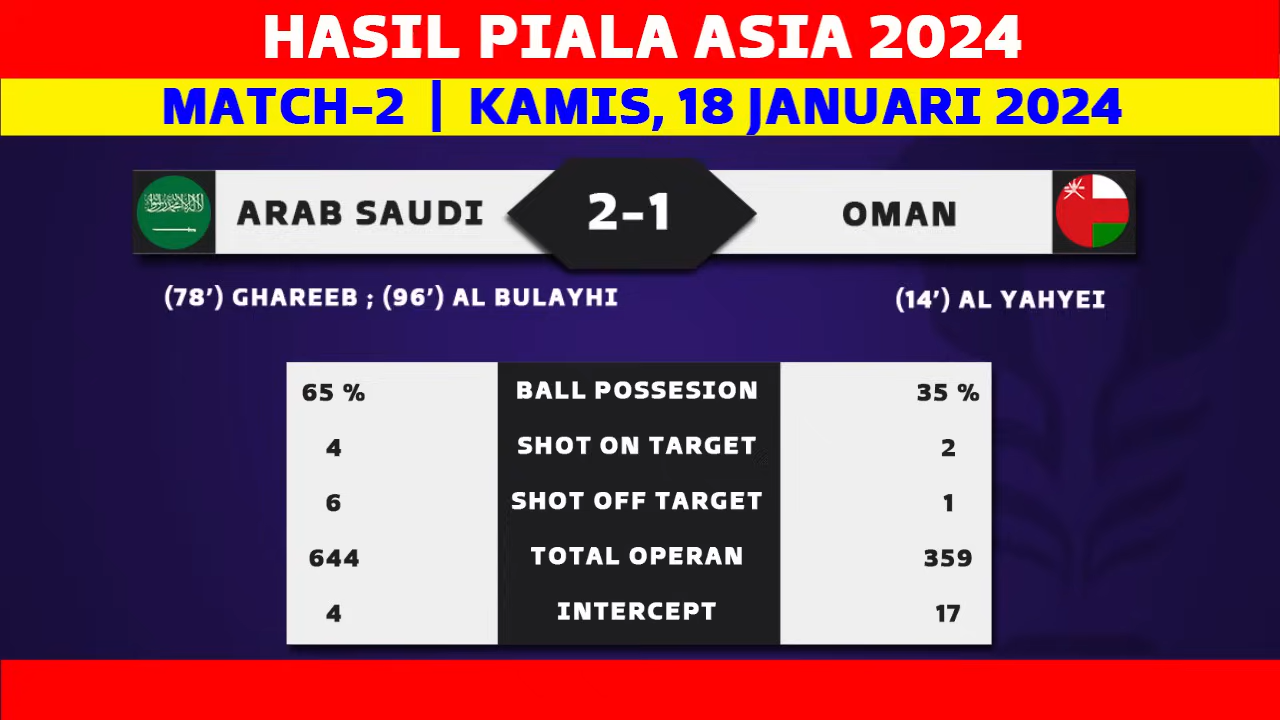 HASIL PIALA ASIA 2024
MATCH-2 | KAMIS, 18 JANUARI 2024
ARAB SAUDI 2-1 OMAN
(78') GHAREEB ; (96') AL BULAYHI (14') AL YAHYEI
65 % BALL POSSESION 35 %
4 SHOT ON TARGET 2
6 SHOT OFF TARGET 1
644 TOTAL OPERAN 359
4 INTERCEPT 17